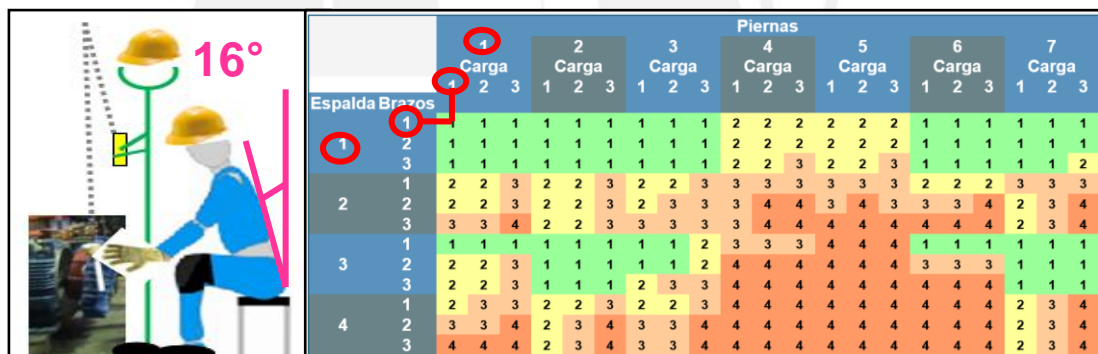 16°
Piernas
1 2 3 4 5 6 7
Carga Carga Carga Carga Carga Carga Carga
1 2 3 1 2 3 1 2 3 1 2 3 1 2 3 1 2 3 1 2 3
Espalda Brazos
1 1 1 1 1 1 1 1 1 1 2 2 2 2 2 2 1 1 1 1 1 1
1 2 1 1 1 1 1 1 1 1 1 2 2 2 2 2 2 1 1 1 1 1 1
3 1 1 1 1 1 1 1 1 1 2 2 3 2 2 3 1 1 1 1 1 2
1 2 2 3 2 2 3 2 2 3 3 3 3 3 3 3 2 2 2 3 3 3
2 2 2 2 3 2 2 3 2 3 3 3 4 4 3 4 3 3 3 4 2 3 4
3 3 3 4 2 2 3 3 3 3 3 4 4 4 4 4 4 4 4 2 3 4
1 1 1 1 1 1 1 1 1 2 3 3 3 4 4 4 1 1 1 1 1 1
3 2 2 2 3 1 1 1 1 1 2 4 4 4 4 4 4 3 3 3 1 1 1
3 2 2 3 1 1 1 2 3 3 4 4 4 4 4 4 4 4 4 1 1 1
1 2 3 3 2 2 3 2 2 3 4 4 4 4 4 4 4 4 4 2 3 4
4 2 3 3 4 2 3 4 3 3 4 4 4 4 4 4 4 4 4 4 2 3 4
3 4 4 4 2 3 4 3 3 4 4 4 4 4 4 4 4 4 4 2 3 4